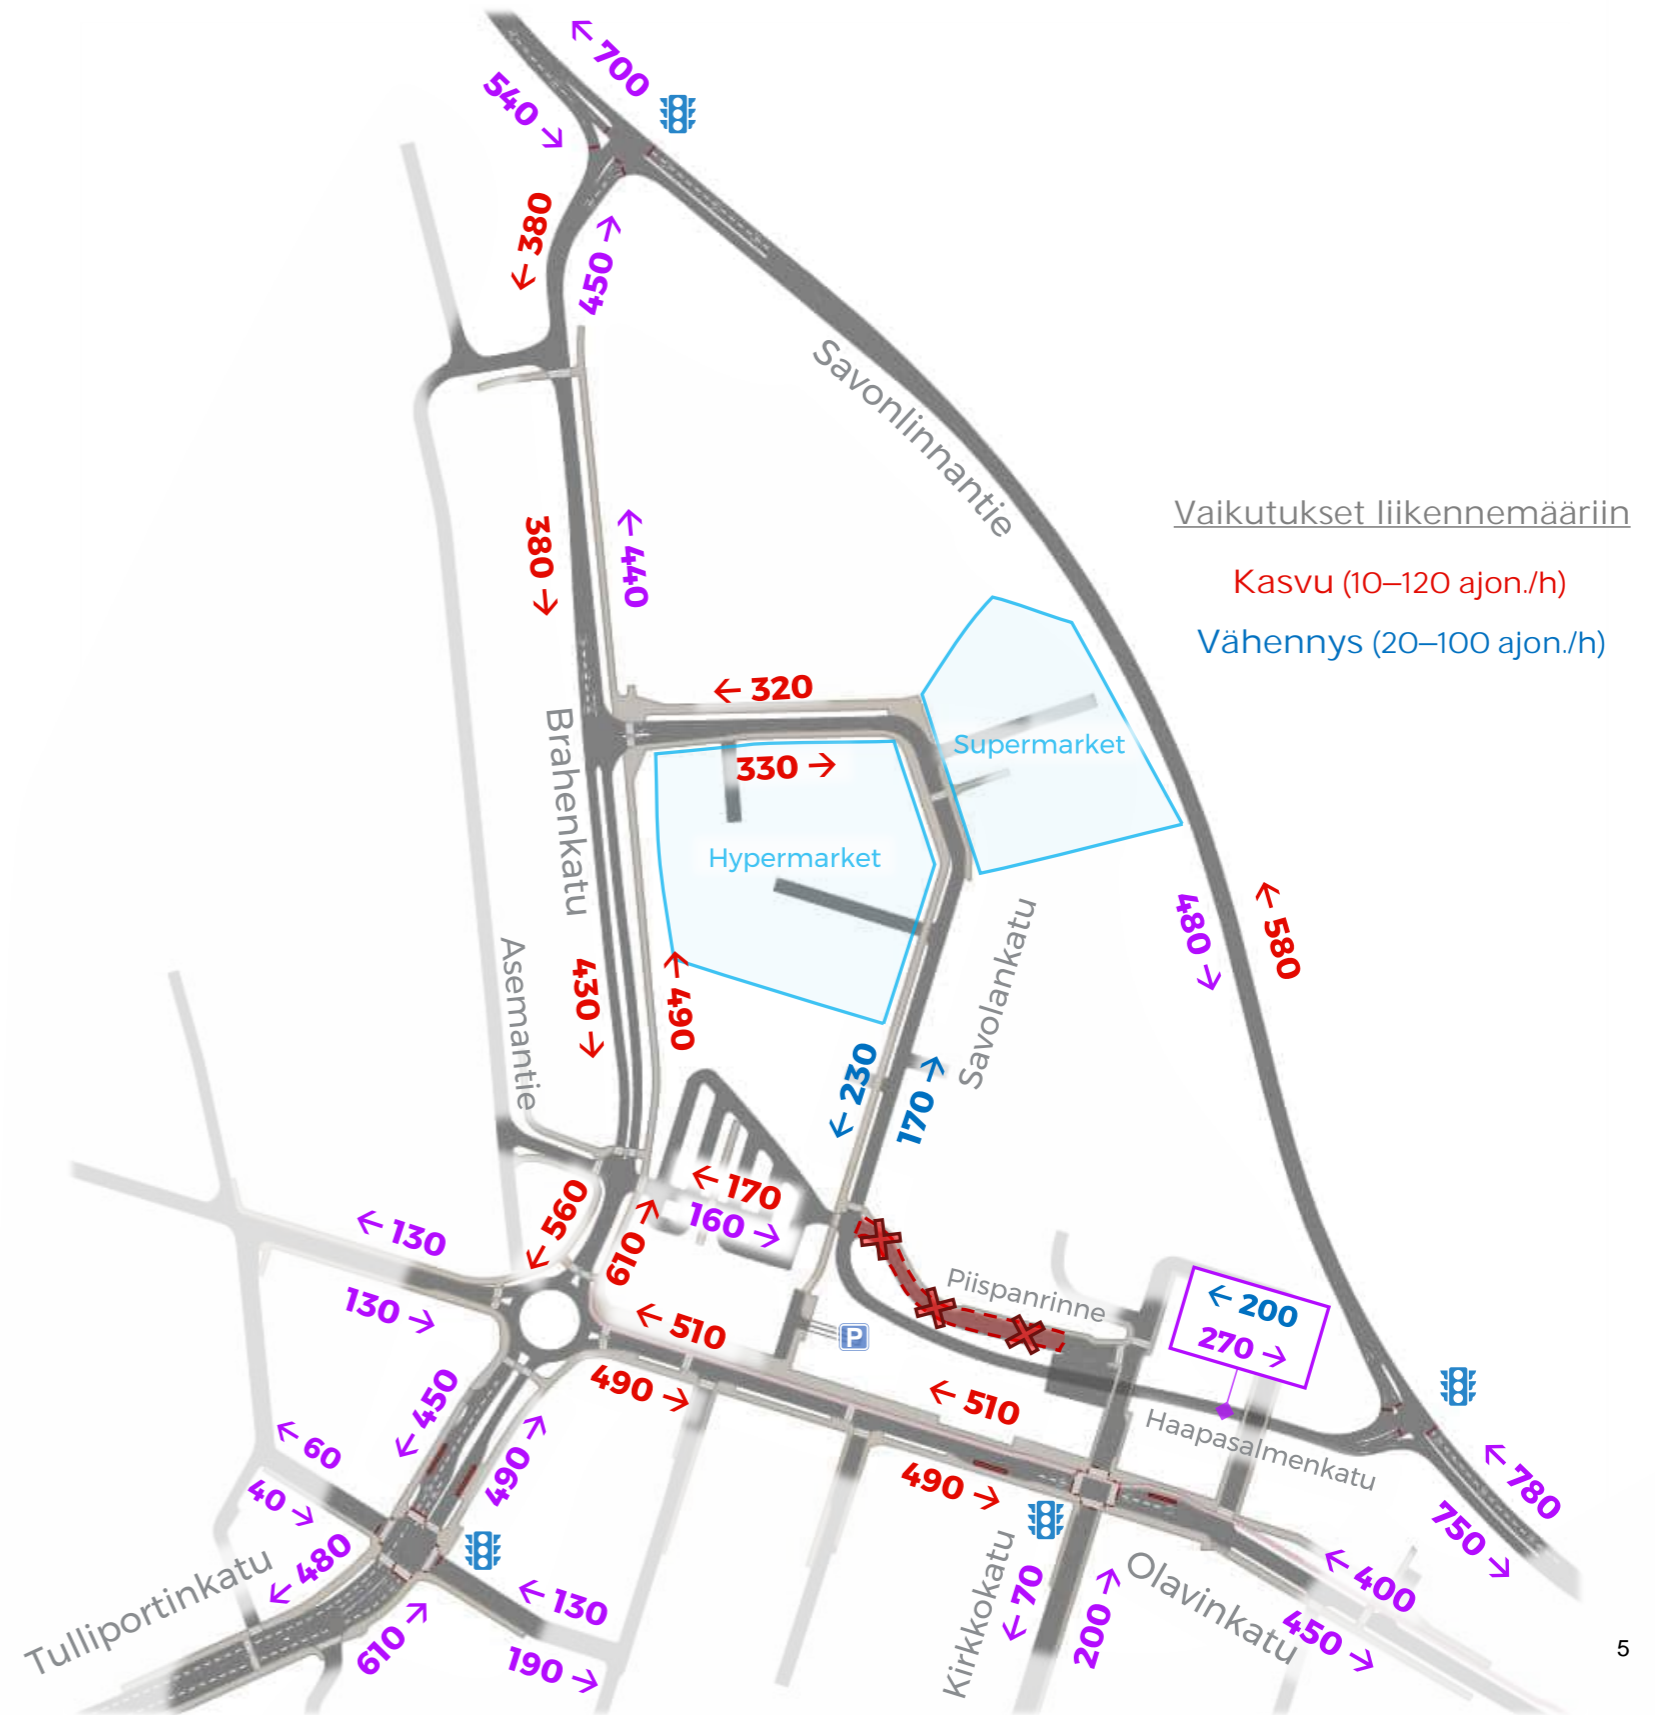 ← 700
540 →
← 380
450 →
Savonlinnantie
Vaikutukset liikennemääriin
Kasvu (10–120 ajon./h)
Vähennys (20–100 ajon./h)
380 →
← 440
← 320
330 →
Supermarket
Brahenkatu
Hypermarket
480 →
← 580
Asemantie
430 →
← 490
Savolankatu
← 230
170 →
← 560
610 →
← 170
160 →
← 130
130 →
Piispanrinne
← 200
270 →
← 510
490 →
P
← 510
490 →
Haapasalmenkatu
← 450
490 →
← 60
40 →
← 480
Tulliportinkatu
610 →
← 130
190 →
Kirkkokatu
← 70
200 →
Olavinkatu
← 400
450 →
← 780
750 →
5